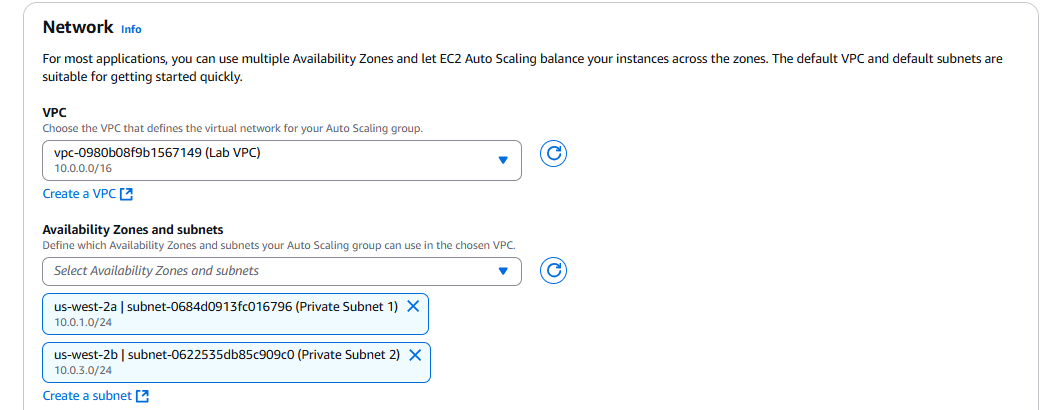 Network Info
For most applications, you can use multiple Availability Zones and let EC2 Auto Scaling balance your instances across the zones. The default VPC and default subnets are
suitable for getting started quickly.
VPC
Choose the VPC that defines the virtual network for your Auto Scaling group.
vpc-0980b08f9b1567149 (Lab VPC)
10.0.0.0/16
Create a VPC
Availability Zones and subnets
Define which Availability Zones and subnets your Auto Scaling group can use in the chosen VPC.
Select Availability Zones and subnets
us-west-2a | subnet-0684d0913fc016796 (Private Subnet 1)
10.0.1.0/24
us-west-2b | subnet-0622535db85c909c0 (Private Subnet 2)
10.0.3.0/24
Create a subnet